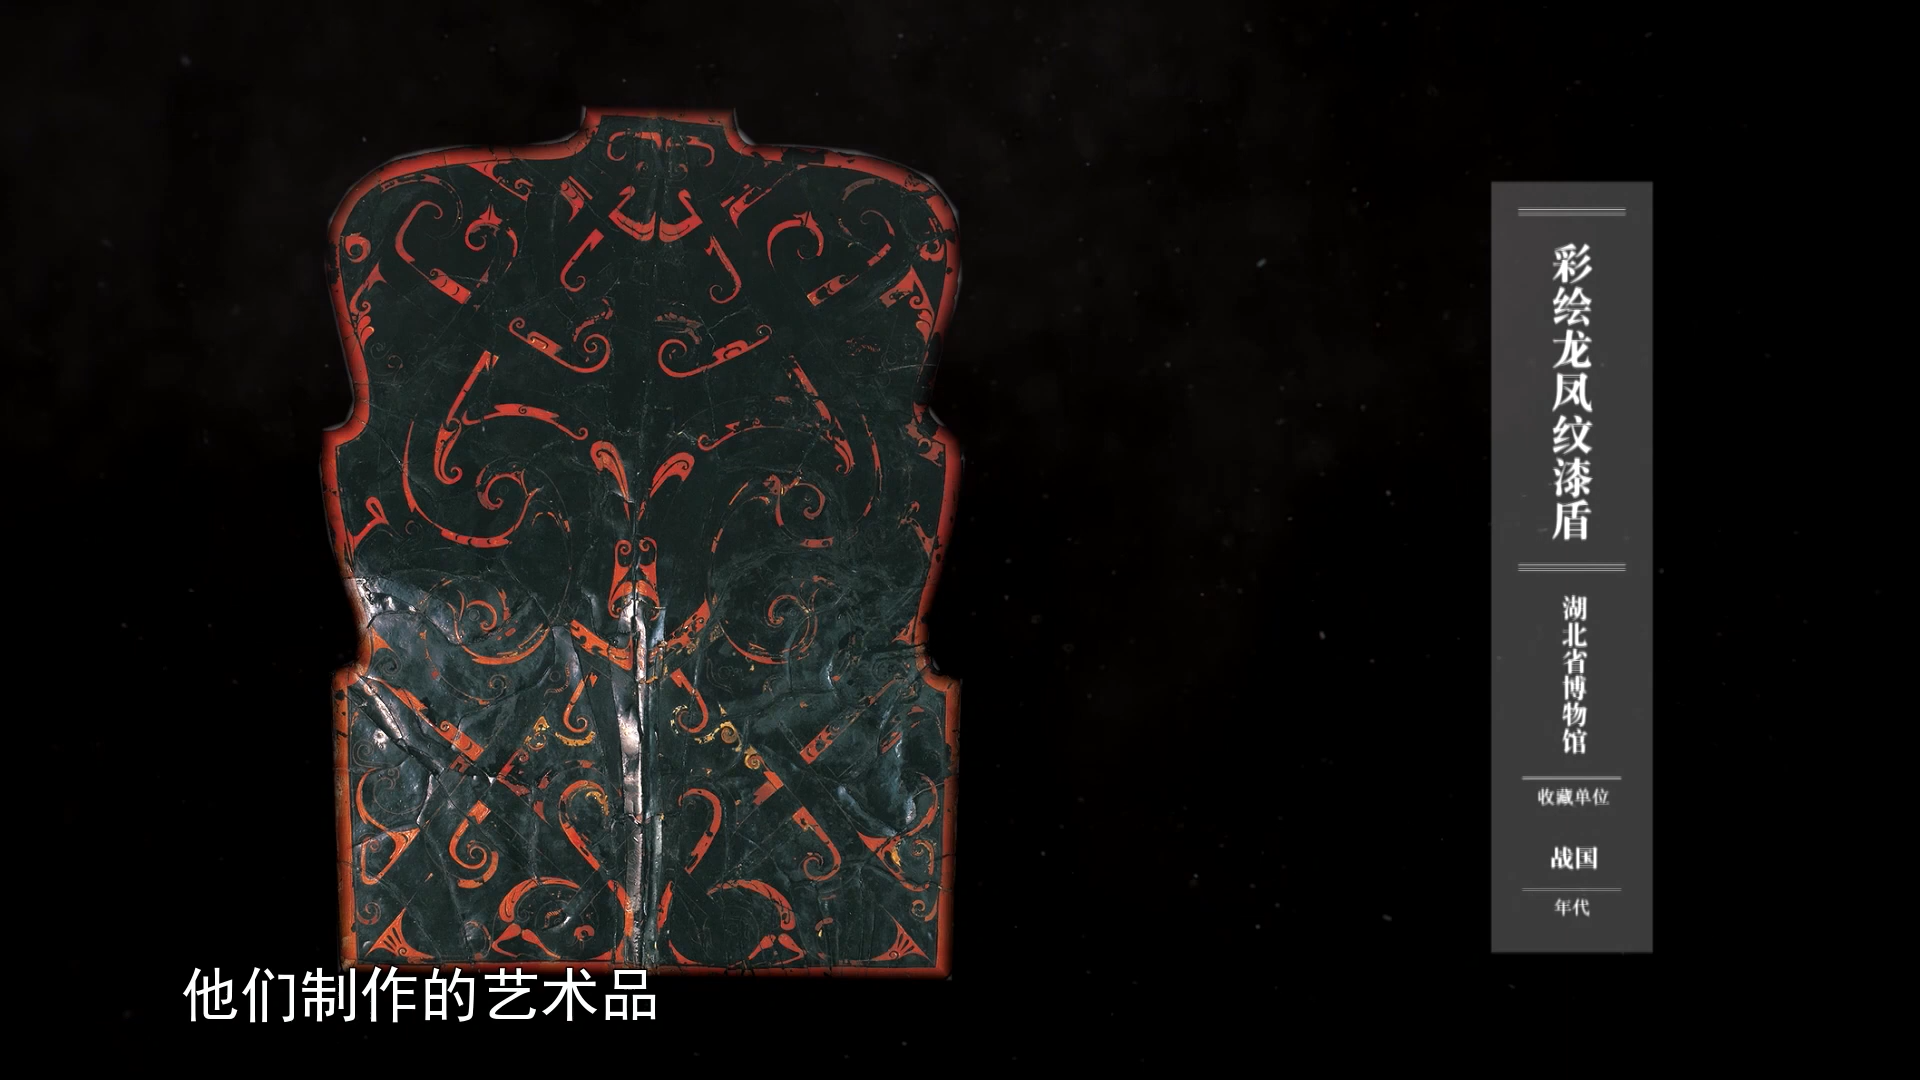 彩绘龙凤纹漆盾
湖北省博物馆
收藏单位
战国
年代
他们制作的艺术品